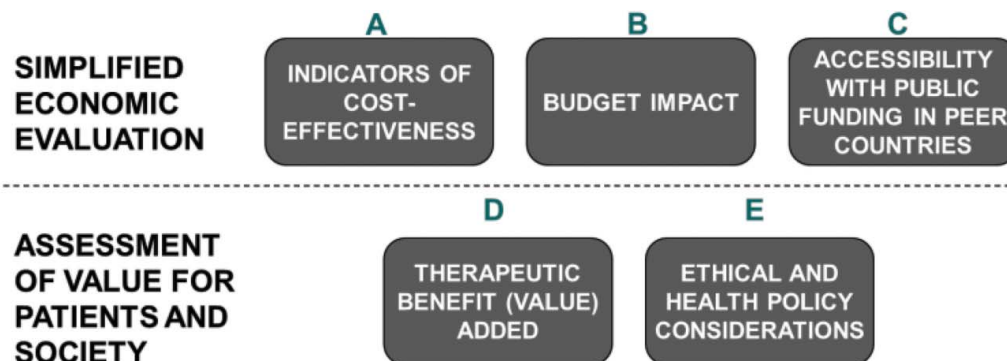 A
B
C
SIMPLIFIED
ECONOMIC
EVALUATION
INDICATORS OF
COST-
EFFECTIVENESS
BUDGET IMPACT
ACCESSIBILITY
WITH PUBLIC
FUNDING IN PEER
COUNTRIES
D
E
ASSESSMENT
OF VALUE FOR
PATIENTS AND
SOCIETY
THERAPEUTIC
BENEFIT (VALUE)
ADDED
ETHICAL AND
HEALTH POLICY
CONSIDERATIONS